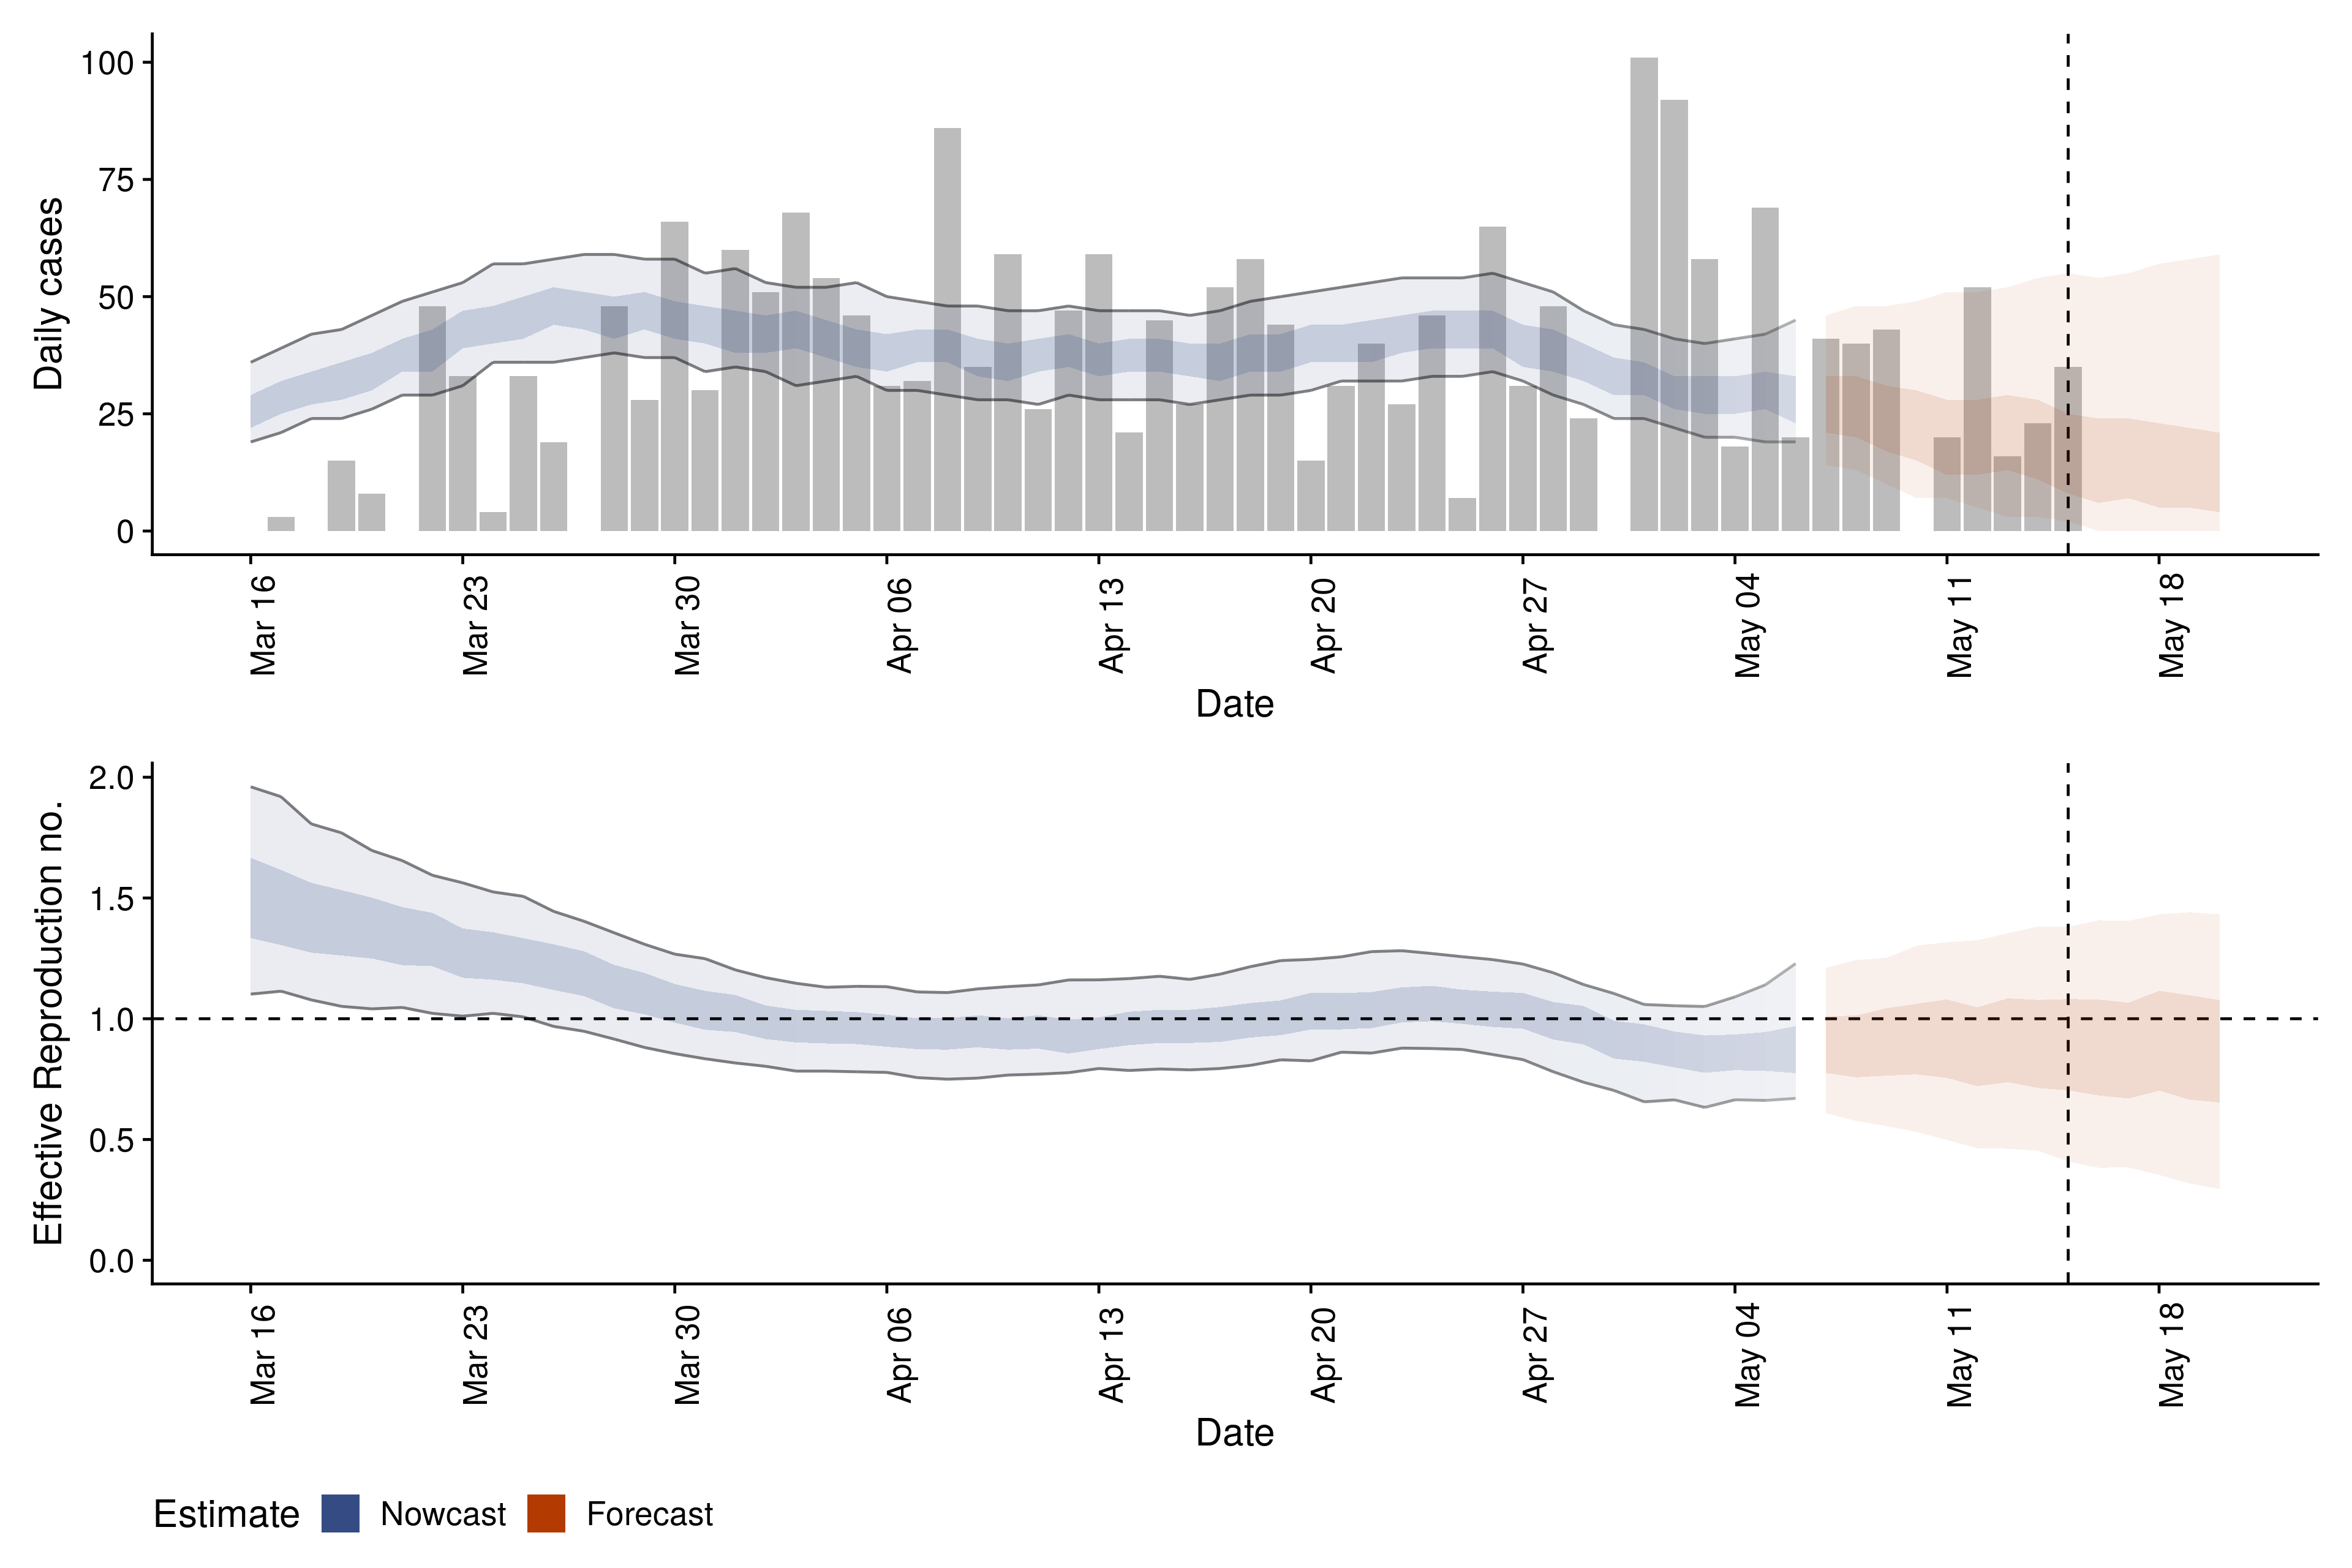 Daily cases
100
75
50
25
0
Mar 16
Mar 23
Mar 30
Apr 06
Apr 13
Apr 20
Apr 27
May 04
May 11
May 18
Date
Effective Reproduction no.
2.0
1.5
1.0
0.5
0.0
Mar 16
Mar 23
Mar 30
Apr 06
Apr 13
Apr 20
Apr 27
May 04
May 11
May 18
Date
Estimate Nowcast Forecast